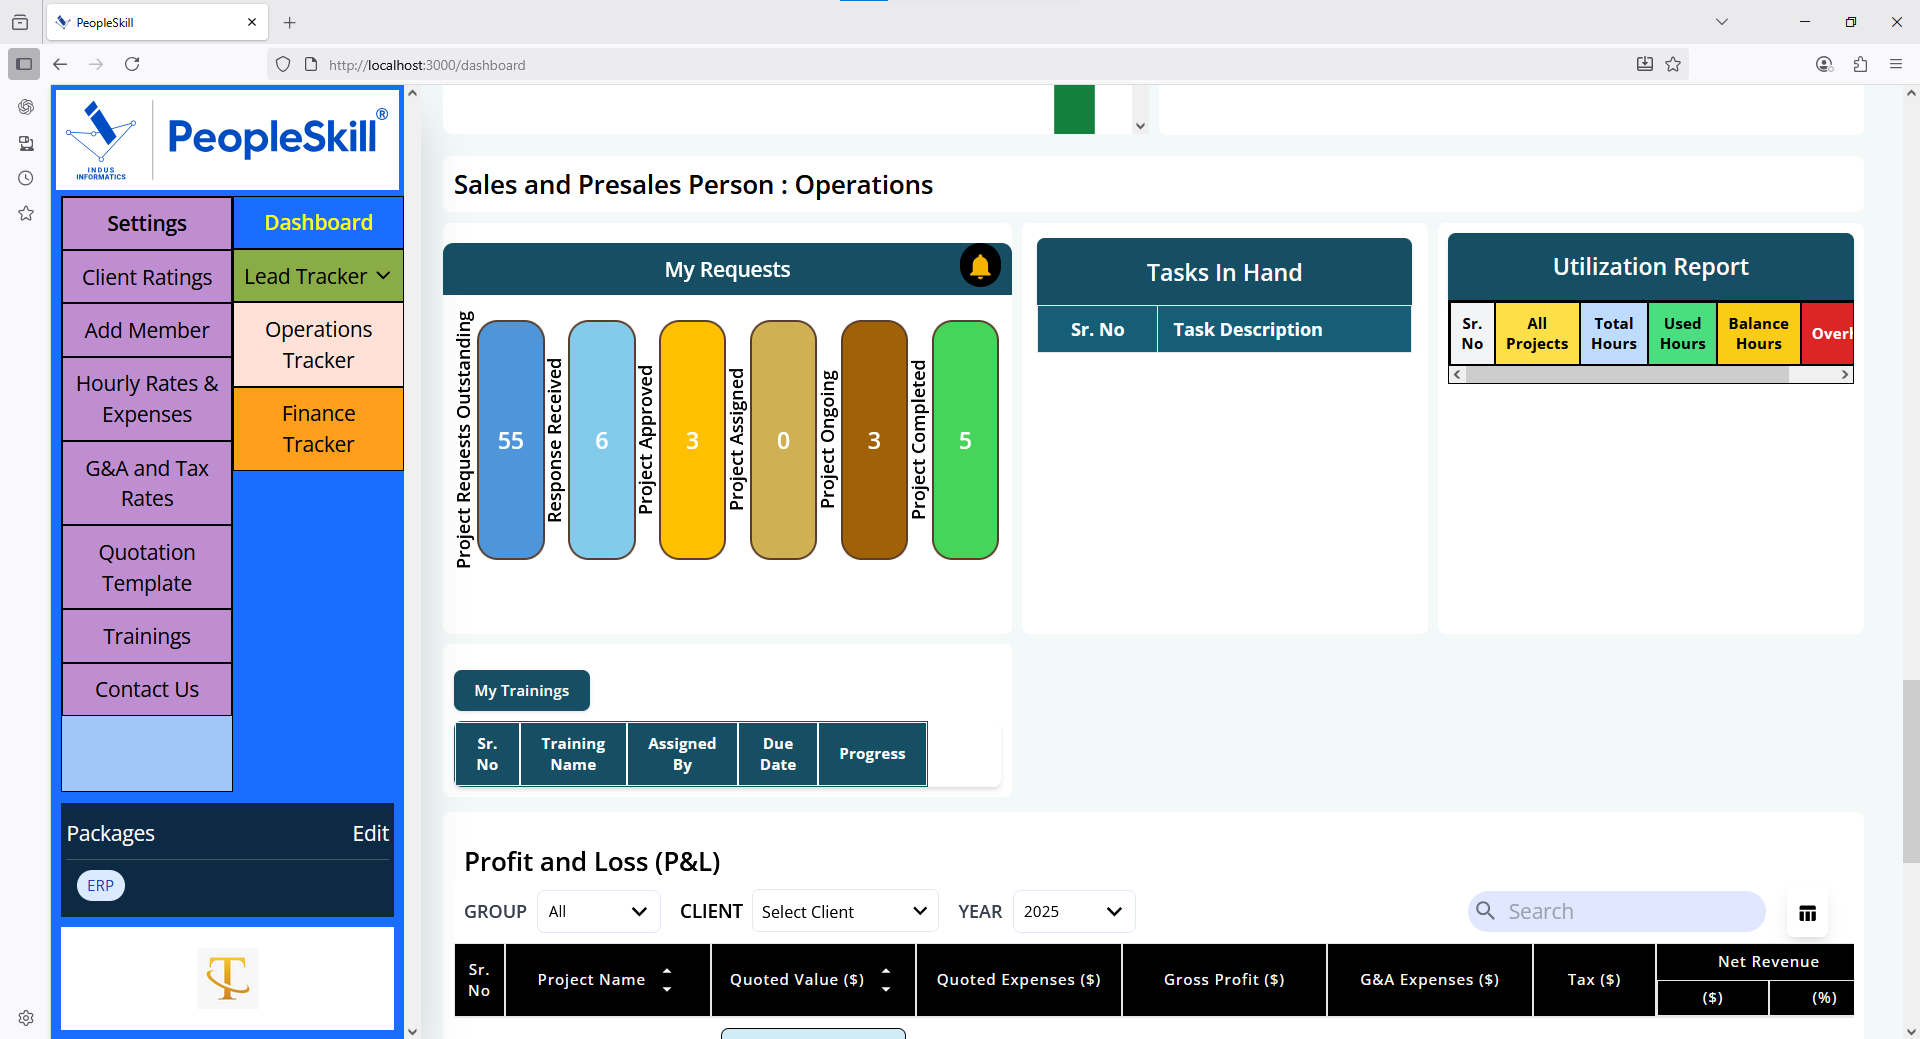 PeopleSkill
http://localhost:3000/dashboard
INDUS
INFORMATICS
PeopleSkill®
Settings
Dashboard
Client Ratings
Lead Tracker
Add Member
Operations
Tracker
Hourly Rates &
Expenses
Finance
Tracker
G&A and Tax
Rates
Quotation
Template
Trainings
Contact Us
Packages
Edit
ERP
Sales and Presales Person : Operations
My Requests
Project Requests Outstanding
55
Response Received
6
Project Approved
3
Project Assigned
0
Project Ongoing
3
Project Completed
5
Tasks In Hand
Sr. No
Task Description
Utilization Report
Sr.
No
All
Projects
Total
Hours
Used
Hours
Balance
Hours
My Trainings
Sr.
No
Training
Name
Assigned
By
Due
Date
Progress
Profit and Loss (P&L)
GROUP
All
CLIENT
Select Client
YEAR
2025
Search
Sr.
No
Project Name
Quoted Value ($)
Quoted Expenses ($)
Gross Profit ($)
G&A Expenses ($)
Tax ($)
Net Revenue
($)
(%)